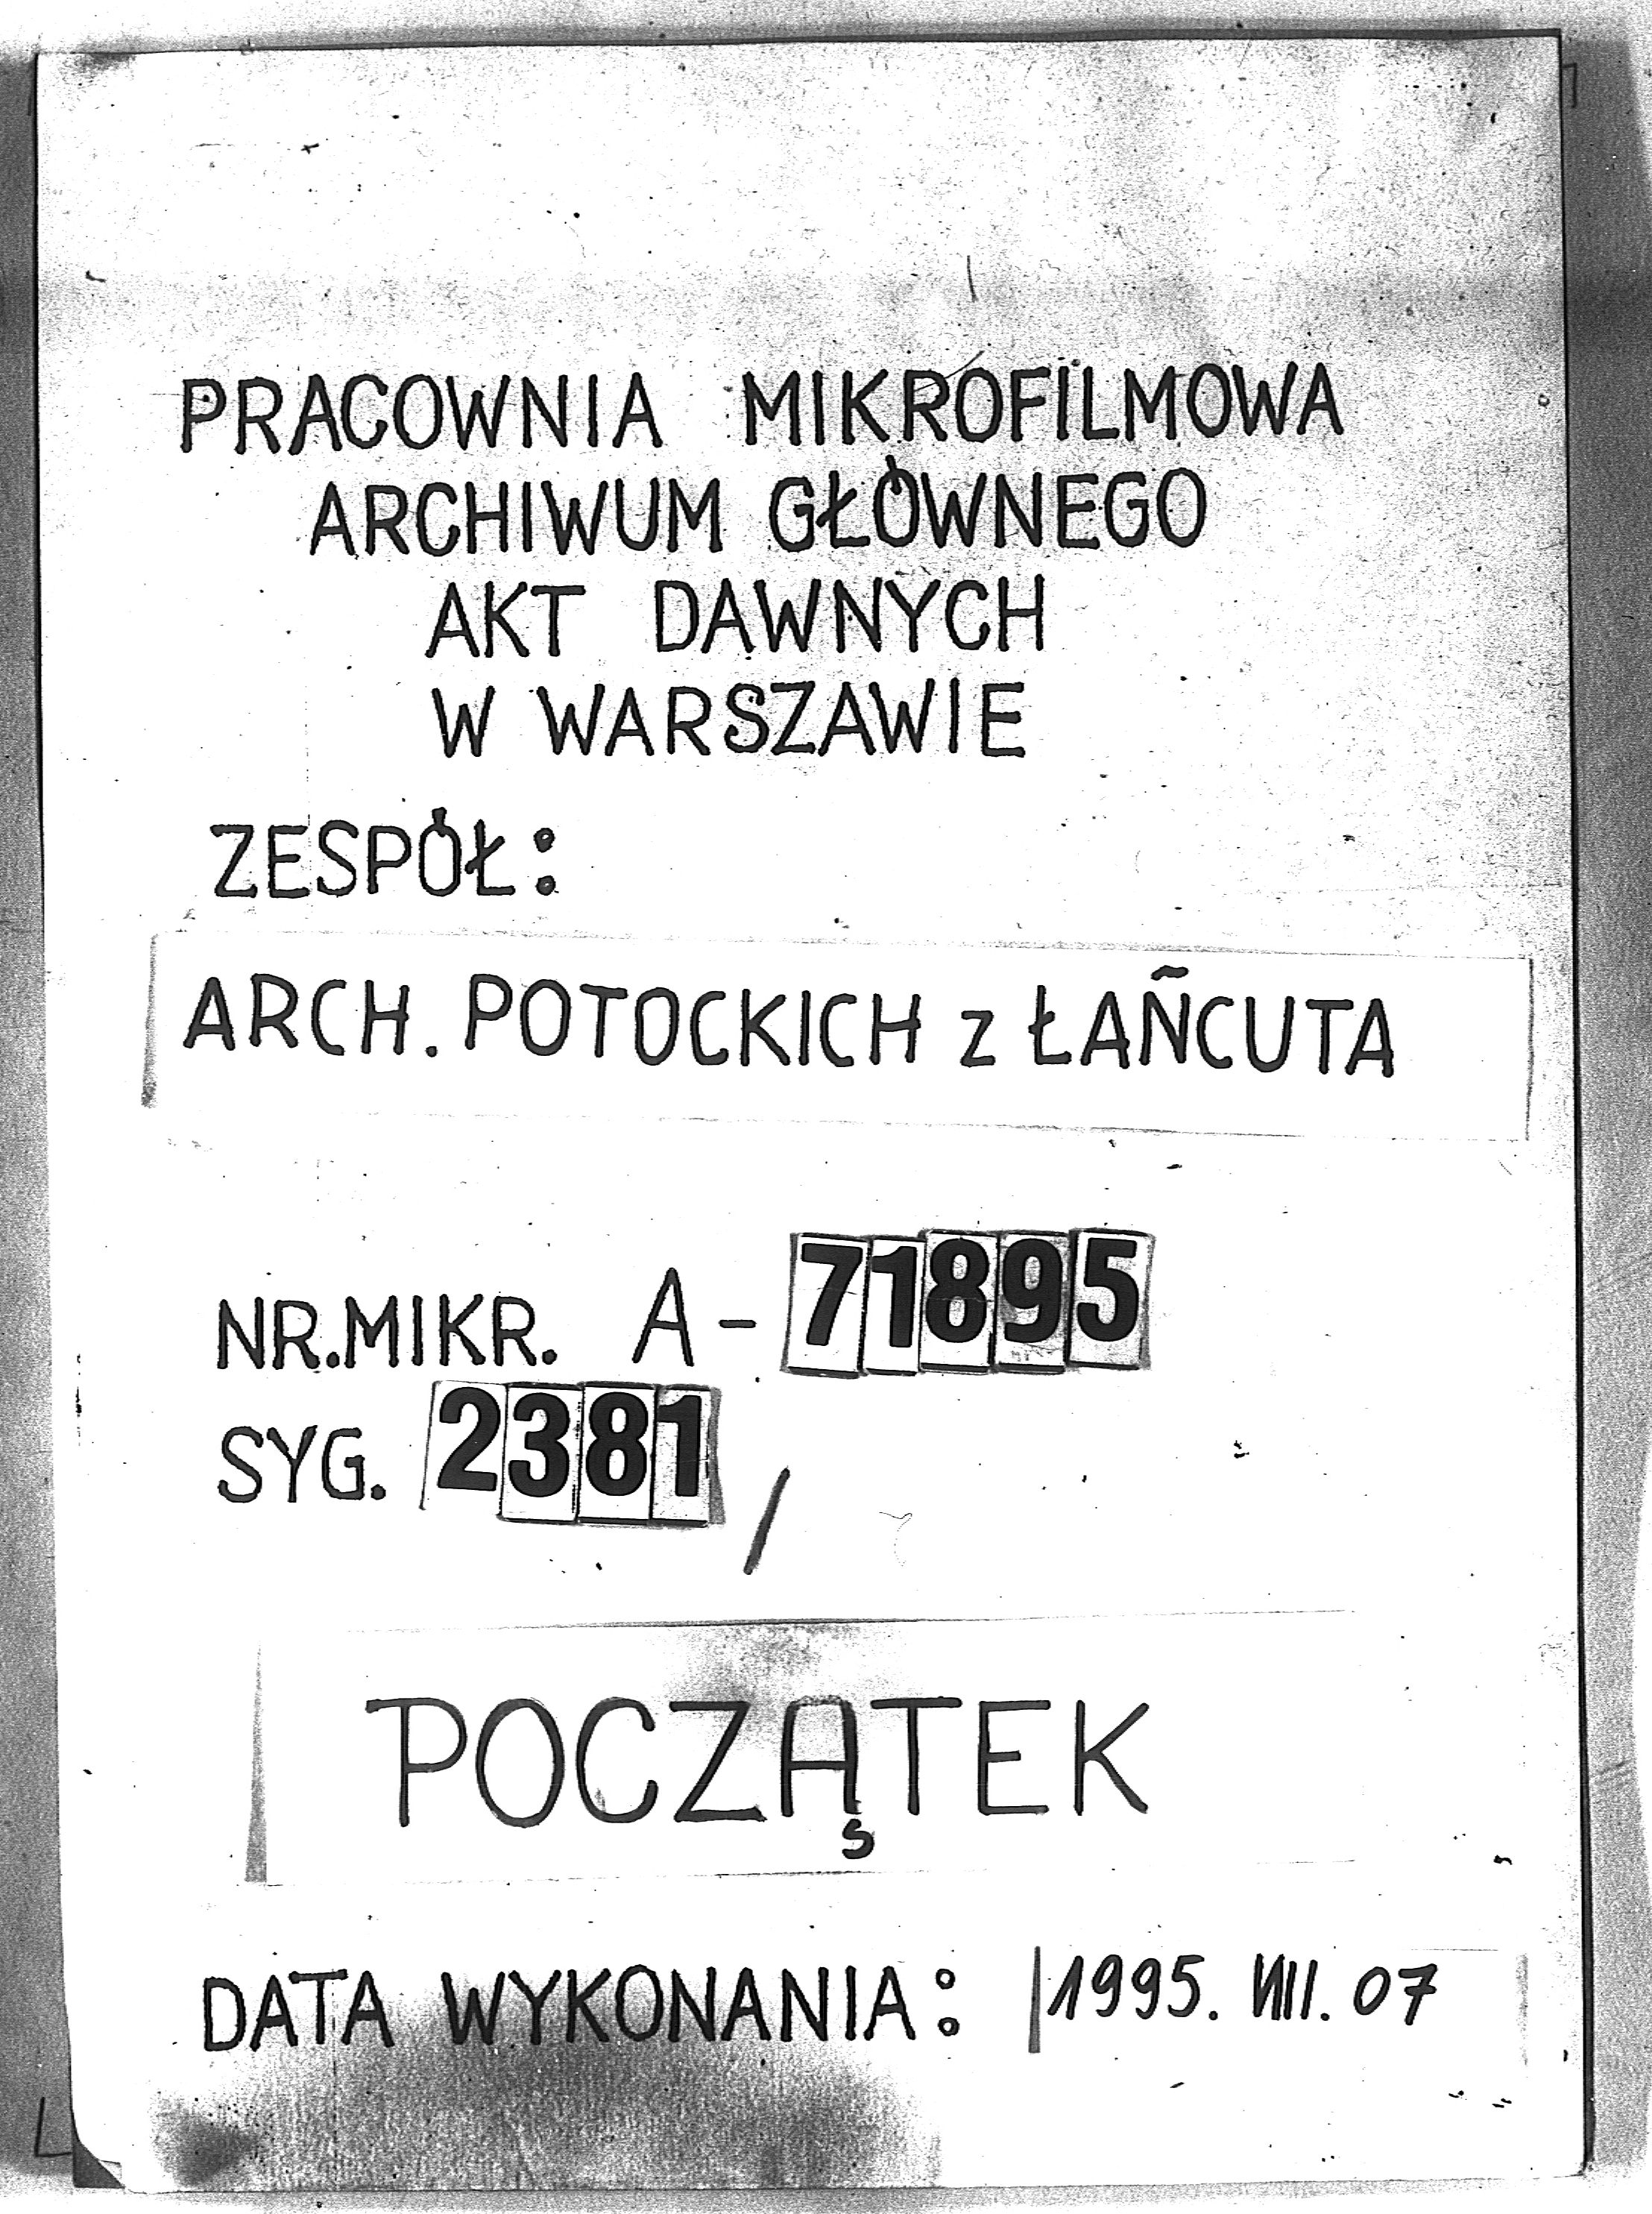 PRACOWNIA MIKROFILMOWA
ARCHIWUM GŁÓWNEGO
AKT DAWNYCH
W WARSZAWIE
ZESPÓŁ:
ARCH. POTOCKICH z ŁAŃCUTA
NR.MIKR. A-71895
SYG. 2381/
POCZĄTEK
DATA WYKONANIA: 1995. VIII. 07